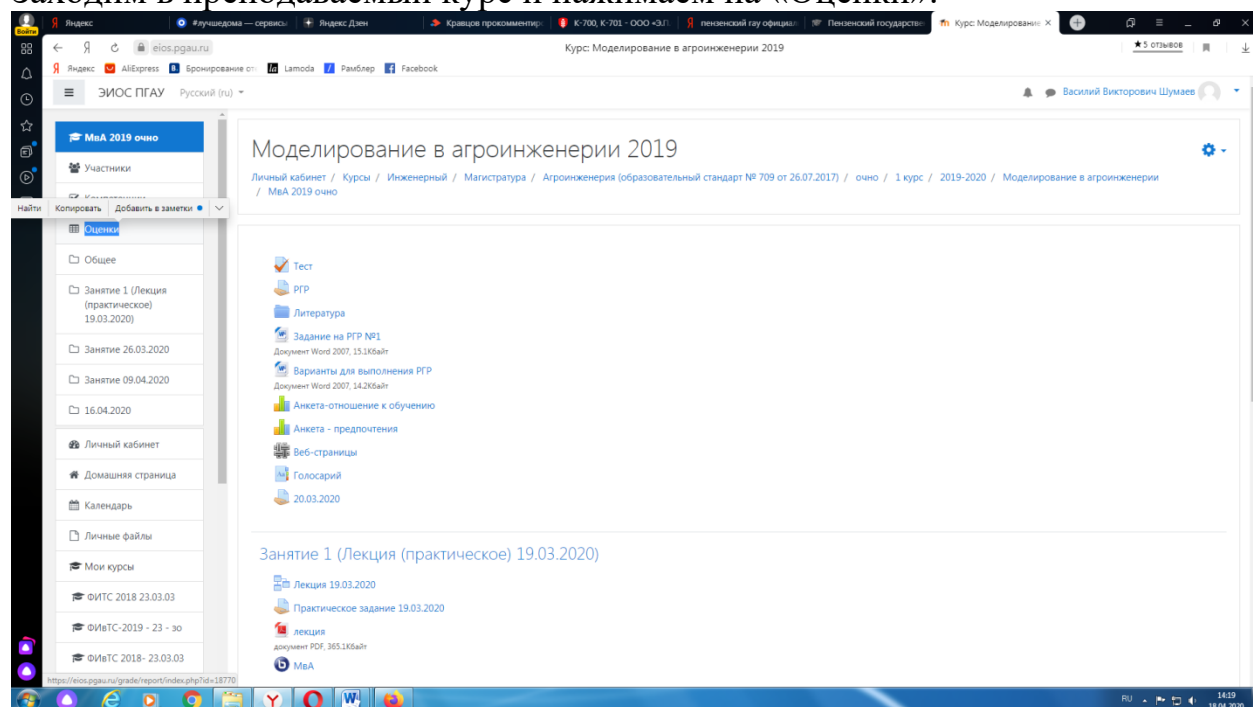 Заходим в преподаваемый курс и нажимаем на «Оценки».
Войти
Яндекс
#лучшедома — сервисы
Яндекс Дзен
Кравцов прокомментиро
К-700, К-701 - ООО «Э.П.
пензенский гау официал
Пензенский государстве
Курс: Моделирование
eios.pgau.ru
Курс: Моделирование в агроинженерии 2019
★5 отзывов
Яндекс
AliExpress
Бронирование оте
Lamoda
Рамблер
Facebook
ЭИОС ПГАУ Русский (ru)
Василий Викторович Шумаев
МвА 2019 очно
Участники
Компетенции
Найти Копировать Добавить в заметки
Оценки
Общее
Занятие 1 (Лекция
(практическое)
19.03.2020)
Занятие 26.03.2020
Занятие 09.04.2020
16.04.2020
Личный кабинет
Домашняя страница
Календарь
Личные файлы
Мои курсы
ФИТС 2018 23.03.03
ФИвТС-2019 - 23 - зо
ФИвТС 2018- 23.03.03
Моделирование в агроинженерии 2019
Личный кабинет / Курсы / Инженерный / Магистратура / Агроинженерия (образовательный стандарт № 709 от 26.07.2017) / очно / 1 курс / 2019-2020 / Моделирование в агроинженерии
/ МвА 2019 очно
Тест
РГР
Литература
Задание на РГР №1
Документ Word 2007, 15.1Кбайт
Варианты для выполнения РГР
Документ Word 2007, 14.2Кбайт
Анкета-отношение к обучению
Анкета - предпочтения
Веб-страницы
Голосарий
20.03.2020
Занятие 1 (Лекция (практическое) 19.03.2020)
Лекция 19.03.2020
Практическое задание 19.03.2020
лекция
документ PDF, 365.1Кбайт
МвА
https://eios.pgau.ru/grade/report/index.php?id=18770
RU
14:19
18.04.2020